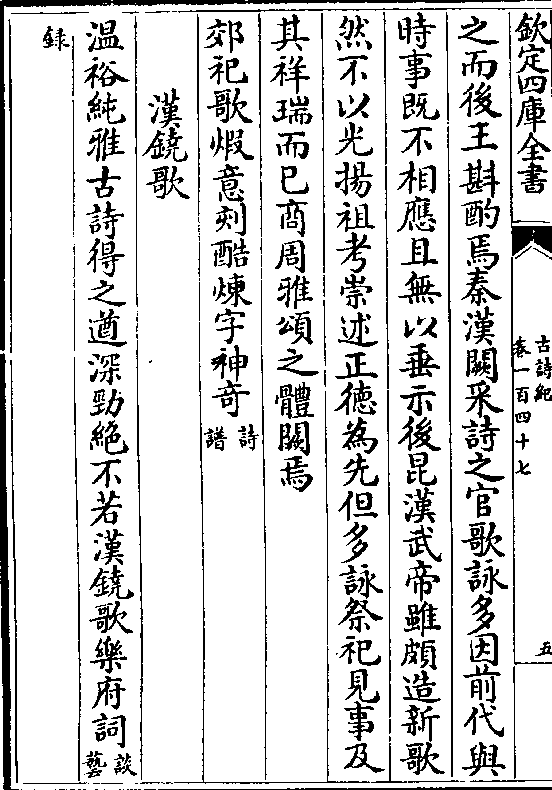 欽定四庫全書
古詩紀
卷一百四十七
五
之而後王斟酌焉秦漢闕采詩之官歌詠多因前代與
時事既不相應且無以垂示後昆漢武帝雖頗造新歌
然不以光揚祖考崇述正德為先但多詠祭祀見事及
其祥瑞而已商周雅頌之體闕焉
郊祀歌煆意刻酷煉字神奇詩譜
漢鐃歌
温裕純雅古詩得之遒深勁絶不若漢鐃歌樂府詞談藝
録